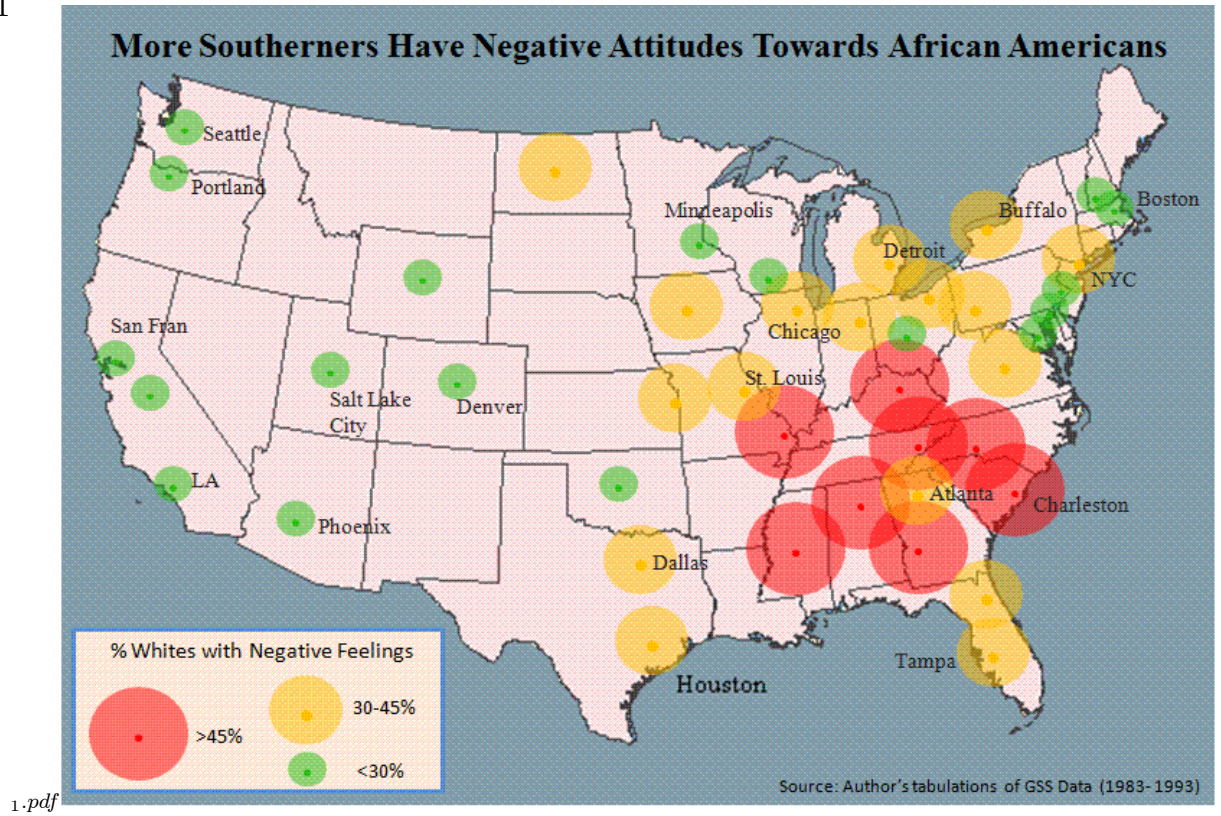 1
More Southerners Have Negative Attitudes Towards African Americans
Seattle
Portland
Minneapolis
Buffalo
Boston
Detroit
NYC
San Fran
Chicago
St. Louis
Salt Lake
City
Denver
LA
Atlanta
Charleston
Phoenix
Dallas
Tampa
Houston
% Whites with Negative Feelings
>45%
30-45%
<30%
Source: Author's tabulations of GSS Data (1983-1993)
1.pdf